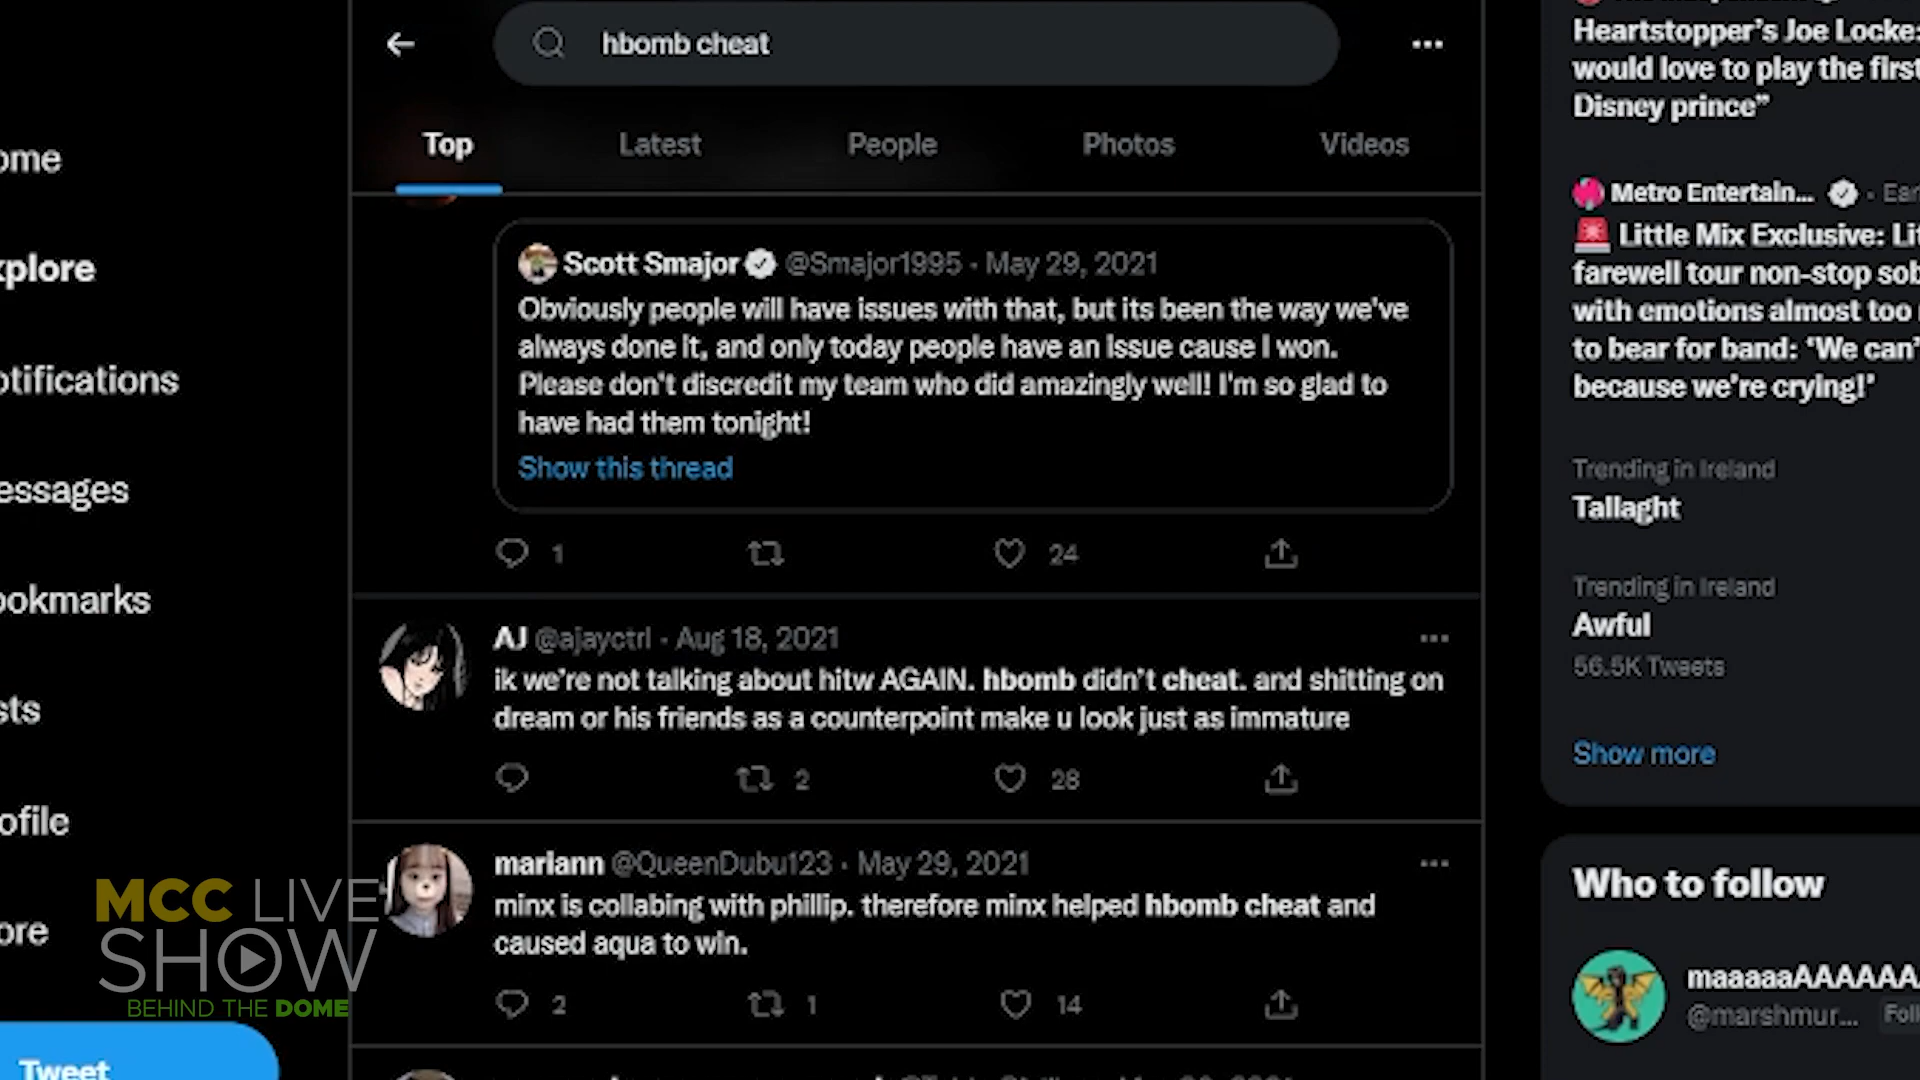 hbomb cheat
Top
Latest
People
Photos
Videos
ome
xplore
otifications
essages
ookmarks
sts
ofile
ore
Tweet
Scott Smajor @Smajor1995 · May 29, 2021
Obviously people will have issues with that, but its been the way we've
always done it, and only today people have an issue cause I won.
Please don't discredit my team who did amazingly well! I'm so glad to
have had them tonight!
Show this thread
1
24
AJ @ajayctrl · Aug 18, 2021
ik we're not talking about hitw AGAIN. hbomb didn't cheat. and shitting on
dream or his friends as a counterpoint make u look just as immature
2
28
mariann @QueenDubu123 · May 29, 2021
minx is collabing with phillip. therefore minx helped hbomb cheat and
caused aqua to win.
2
1
14
Heartstopper's Joe Locke:
would love to play the first
Disney prince”
Metro Entertain... · Ear
Little Mix Exclusive: Lit
farewell tour non-stop sob
with emotions almost too
to bear for band: 'We can'
because we're crying!'
Trending in Ireland
Tallaght
Trending in Ireland
Awful
56.5K Tweets
Show more
Who to follow
maaaaaAAAAAA
@marshmur...
Foll
MCC LIVE
SHOW
BEHIND THE DOME